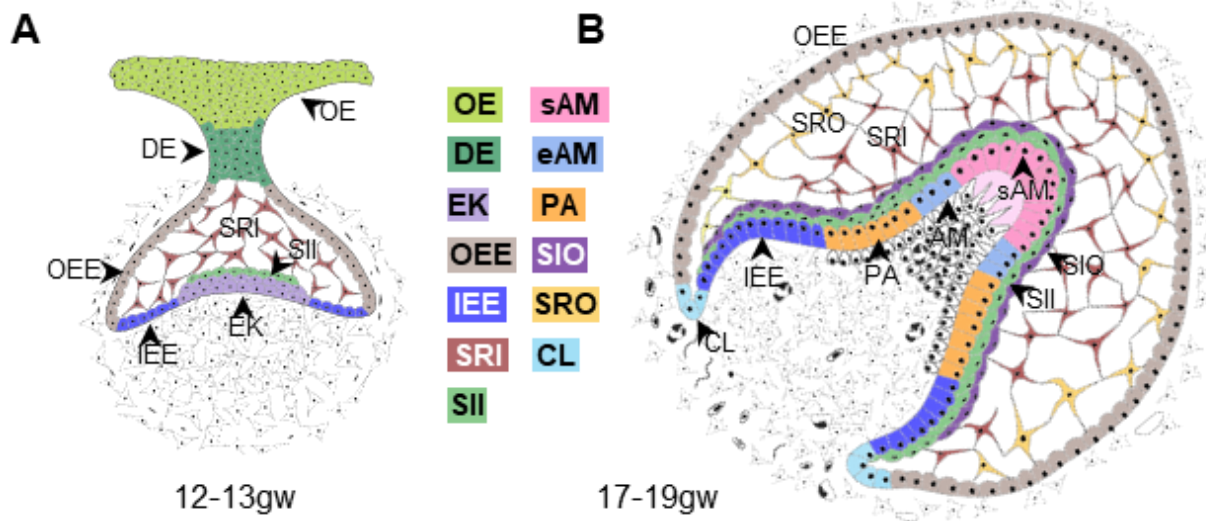 A
OE
DE
SRI
SII
OEE
EK
IEE
12-13gw
OE sAM
DE eAM
EK PA
OEE SIO
IEE SRO
SRI CL
SII
B
OEE
SRO
SRI
sAM
AM
SIO
IEE
PA
SII
CL
17-19gw